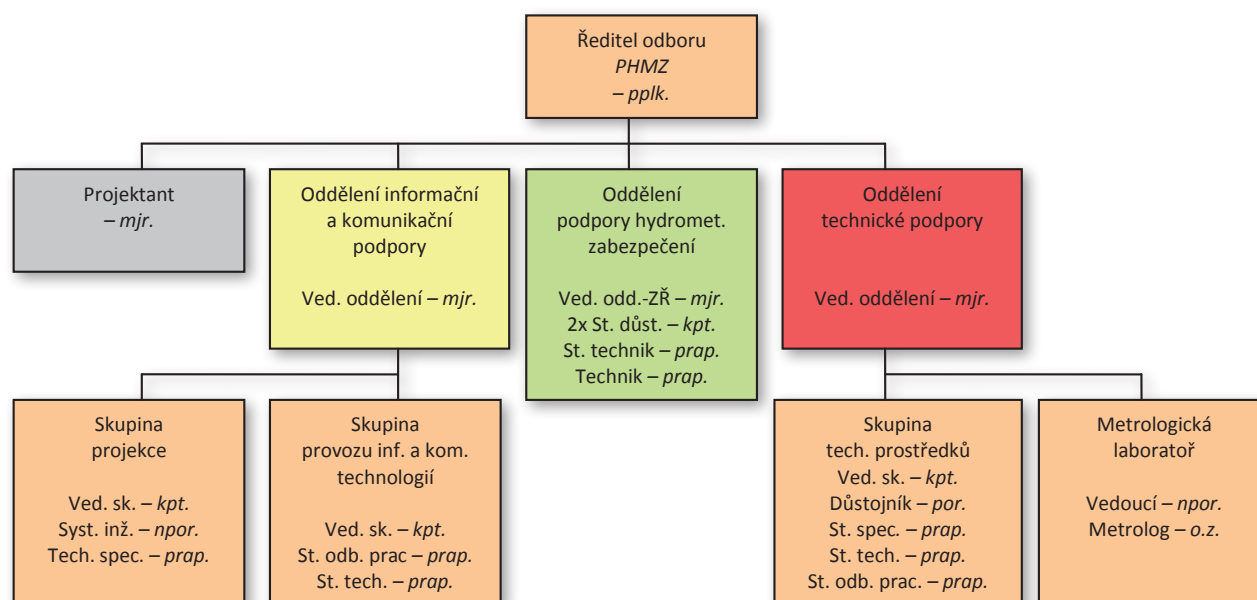 Ředitel odboru
PHMZ
– pplk.
Projektant
– mjr.
Oddělení informační
a komunikační
podpory
Ved. oddělení – mjr.
Oddělení
podpory hydromet.
zabezpečení
Ved. odd.-ZŘ – mjr.
2x St. důst. – kpt.
St. technik – prap.
Technik – prap.
Oddělení
technické podpory
Ved. oddělení – mjr.
Skupina
projekce
Ved. sk. – kpt.
Syst. inž. – npor.
Tech. spec. – prap.
Skupina
provozu inf. a kom.
technologií
Ved. sk. – kpt.
St. odb. prac – prap.
St. tech. – prap.
Skupina
tech. prostředků
Ved. sk. – kpt.
Důstojník – por.
St. spec. – prap.
St. tech. – prap.
St. odb. prac. – prap.
Metrologická
laboratoř
Vedoucí – npor.
Metrolog – o.z.